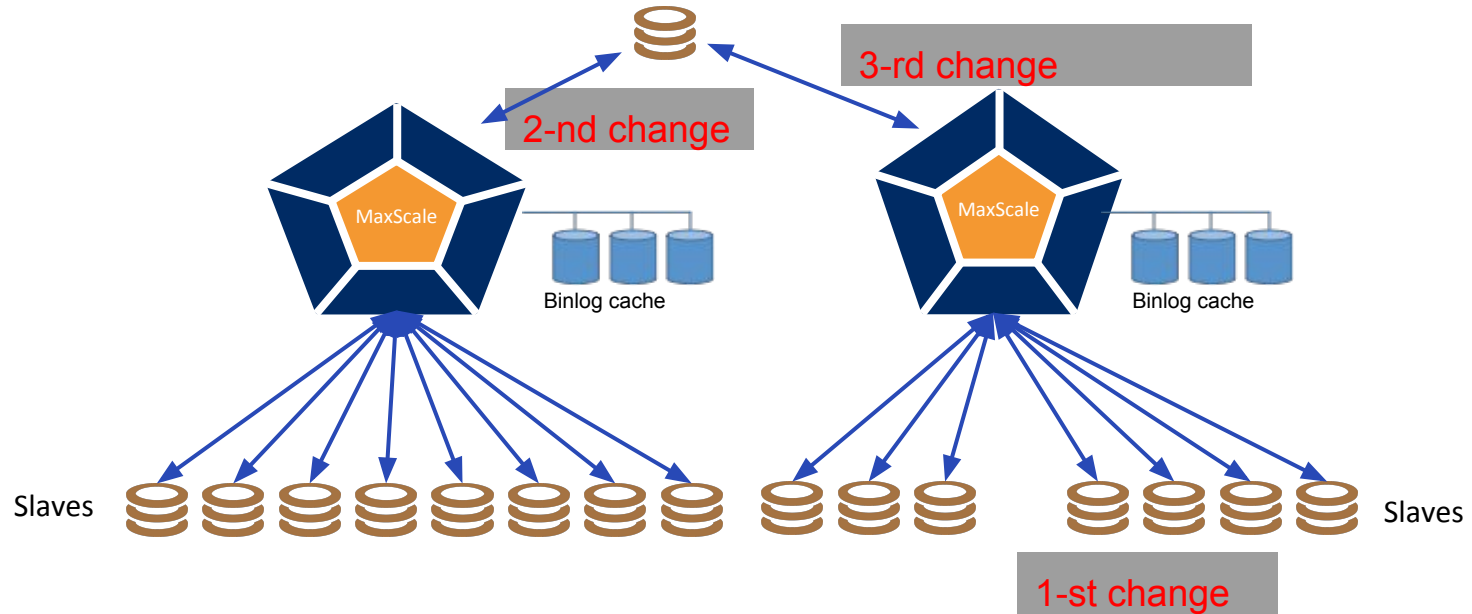 3-rd change
2-nd change
MaxScale
MaxScale
Binlog cache
Binlog cache
Slaves
Slaves
1-st change